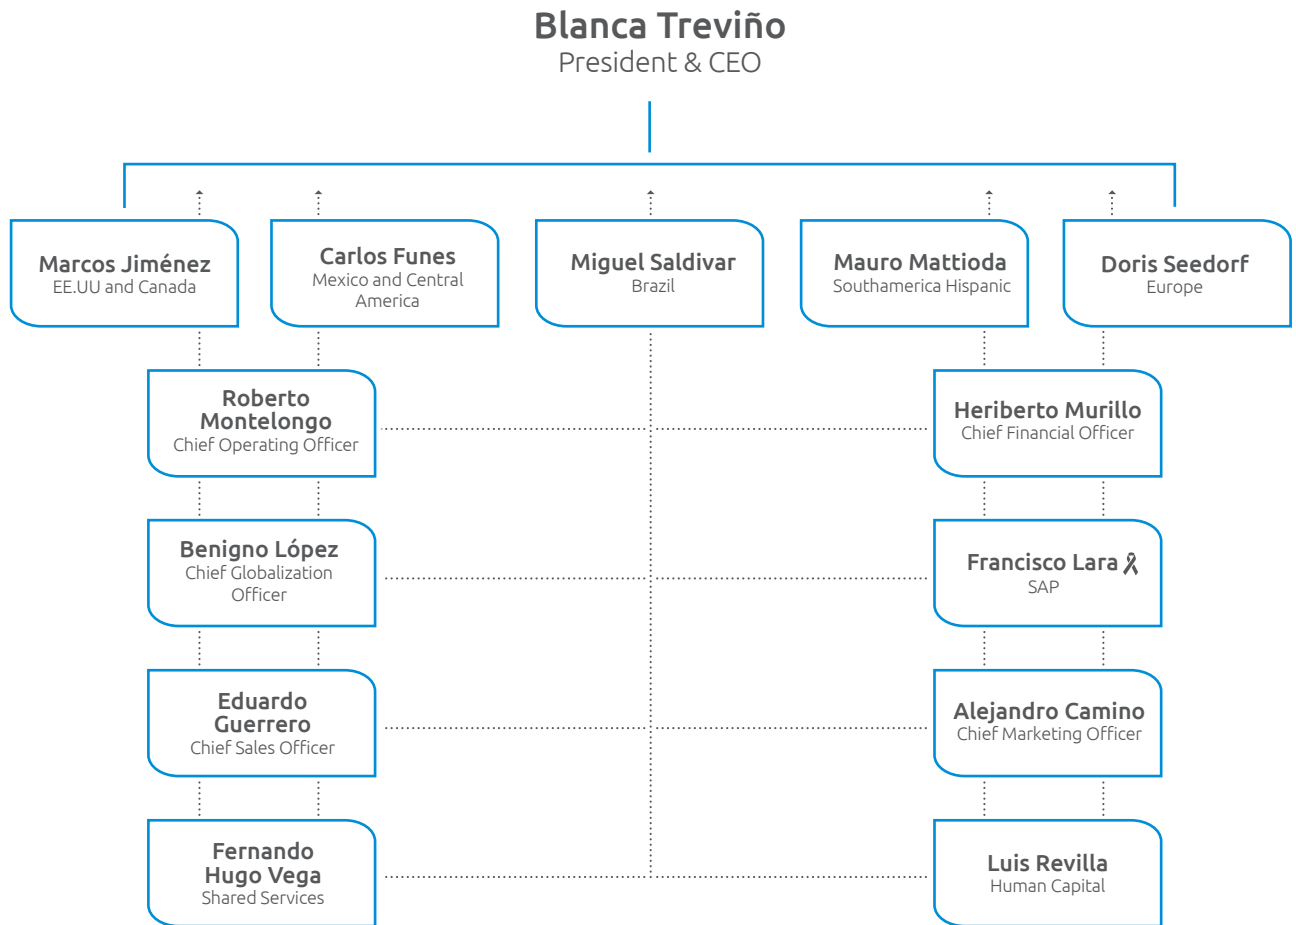 Blanca Treviño
President & CEO
Marcos Jiménez
EE.UU and Canada
Carlos Funes
Mexico and Central
America
Miguel Saldivar
Brazil
Mauro Mattioda
Southamerica Hispanic
Doris Seedorf
Europe
Roberto
Montelongo
Chief Operating Officer
Heriberto Murillo
Chief Financial Officer
Benigno López
Chief Globalization
Officer
Francisco Lara
SAP
Eduardo
Guerrero
Chief Sales Officer
Alejandro Camino
Chief Marketing Officer
Fernando
Hugo Vega
Shared Services
Luis Revilla
Human Capital